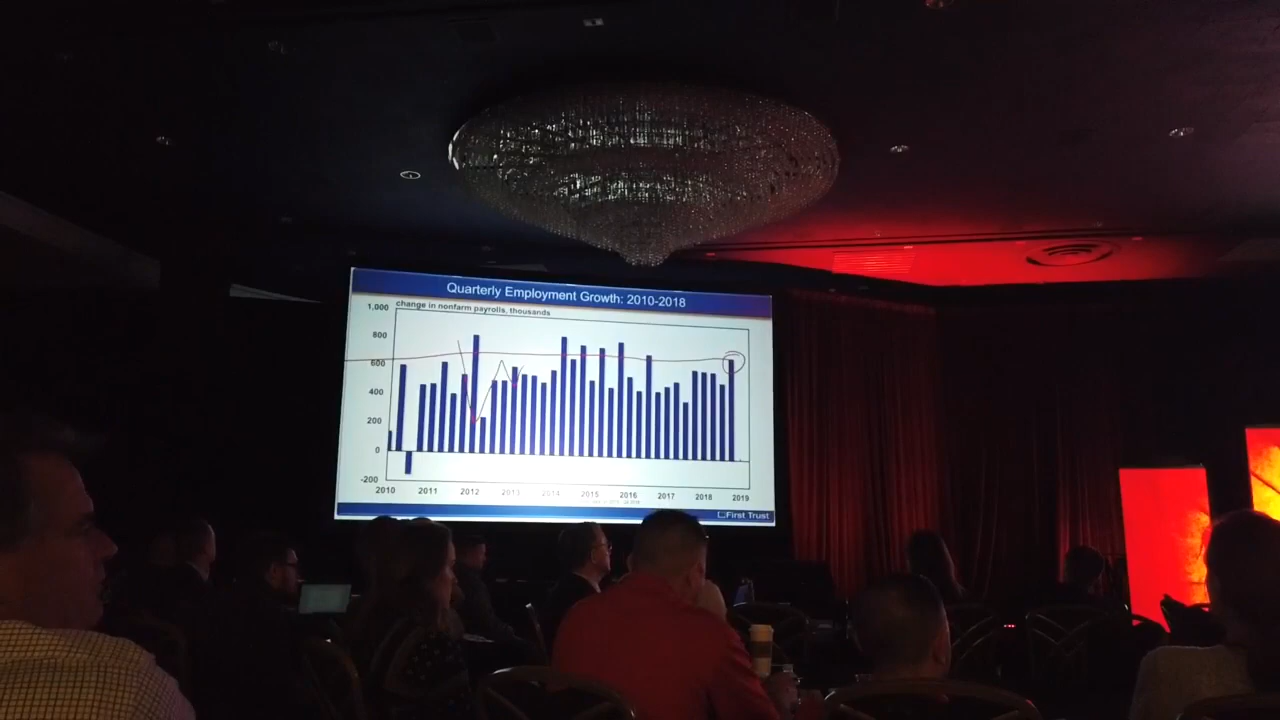 Quarterly Employment Growth: 2010-2018
change in nonfarm payrolls, thousands
1,000
800
600
400
200
0
-200
2010 2011 2012 2013 2014 2015 2016 2017 2018 2019
First Trust